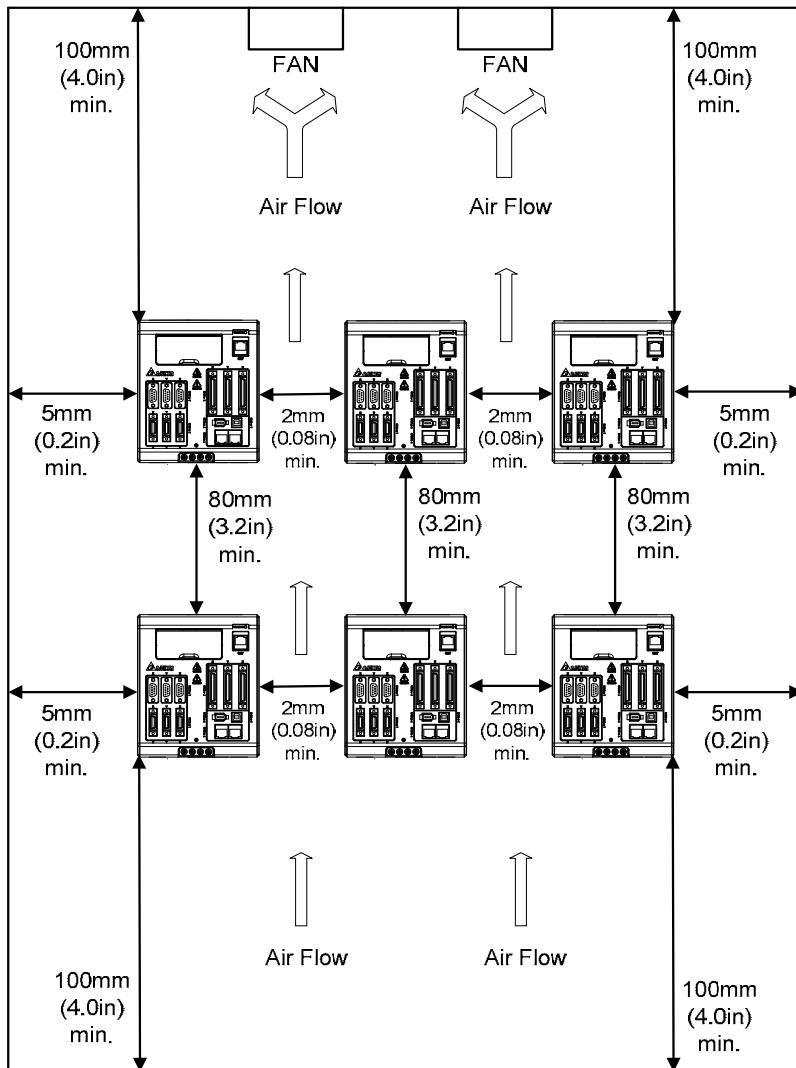 100mm
(4.0in)
min.
FAN
FAN
100mm
(4.0in)
min.
Air Flow
Air Flow
5mm
(0.2in)
min.
2mm
(0.08in)
min.
2mm
(0.08in)
min.
5mm
(0.2in)
min.
80mm
(3.2in)
min.
80mm
(3.2in)
min.
80mm
(3.2in)
min.
5mm
(0.2in)
min.
2mm
(0.08in)
min.
2mm
(0.08in)
min.
5mm
(0.2in)
min.
Air Flow
Air Flow
100mm
(4.0in)
min.
100mm
(4.0in)
min.